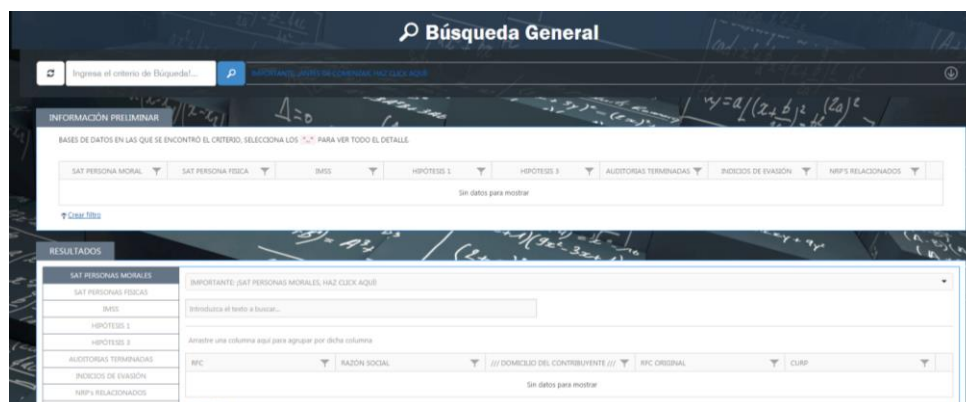 Búsqueda General
Ingresa el criterio de Búqueda!...
IMPORTANTE: ¡ANTES DE COMENZAR, HAZ CLICK AQUÍ!
INFORMACIÓN PRELIMINAR
BASES DE DATOS EN LAS QUE SE ENCONTRÓ EL CRITERIO, SELECCIONA LOS "..." PARA VER TODO EL DETALLE.
SAT PERSONA MORAL SAT PERSONA FISICA IMSS HIPÓTESIS 1 HIPÓTESIS 3 AUDITORIAS TERMINADAS INDICIOS DE EVASIÓN NRP'S RELACIONADOS
Sin datos para mostrar
Crear filtro
RESULTADOS
SAT PERSONAS MORALES
SAT PERSONAS FISICAS
IMSS
HIPÓTESIS 1
HIPÓTESIS 3
AUDITORIAS TERMINADAS
INDICIOS DE EVASIÓN
NRP's RELACIONADOS
IMPORTANTE: ¡SAT PERSONAS MORALES, HAZ CLICK AQUÍ!
Introduzca el texto a buscar...
Arrastre una columna aquí para agrupar por dicha columna
RFC RAZÓN SOCIAL /// DOMICILIO DEL CONTRIBUYENTE /// RFC ORIGINAL CURP
Sin datos para mostrar